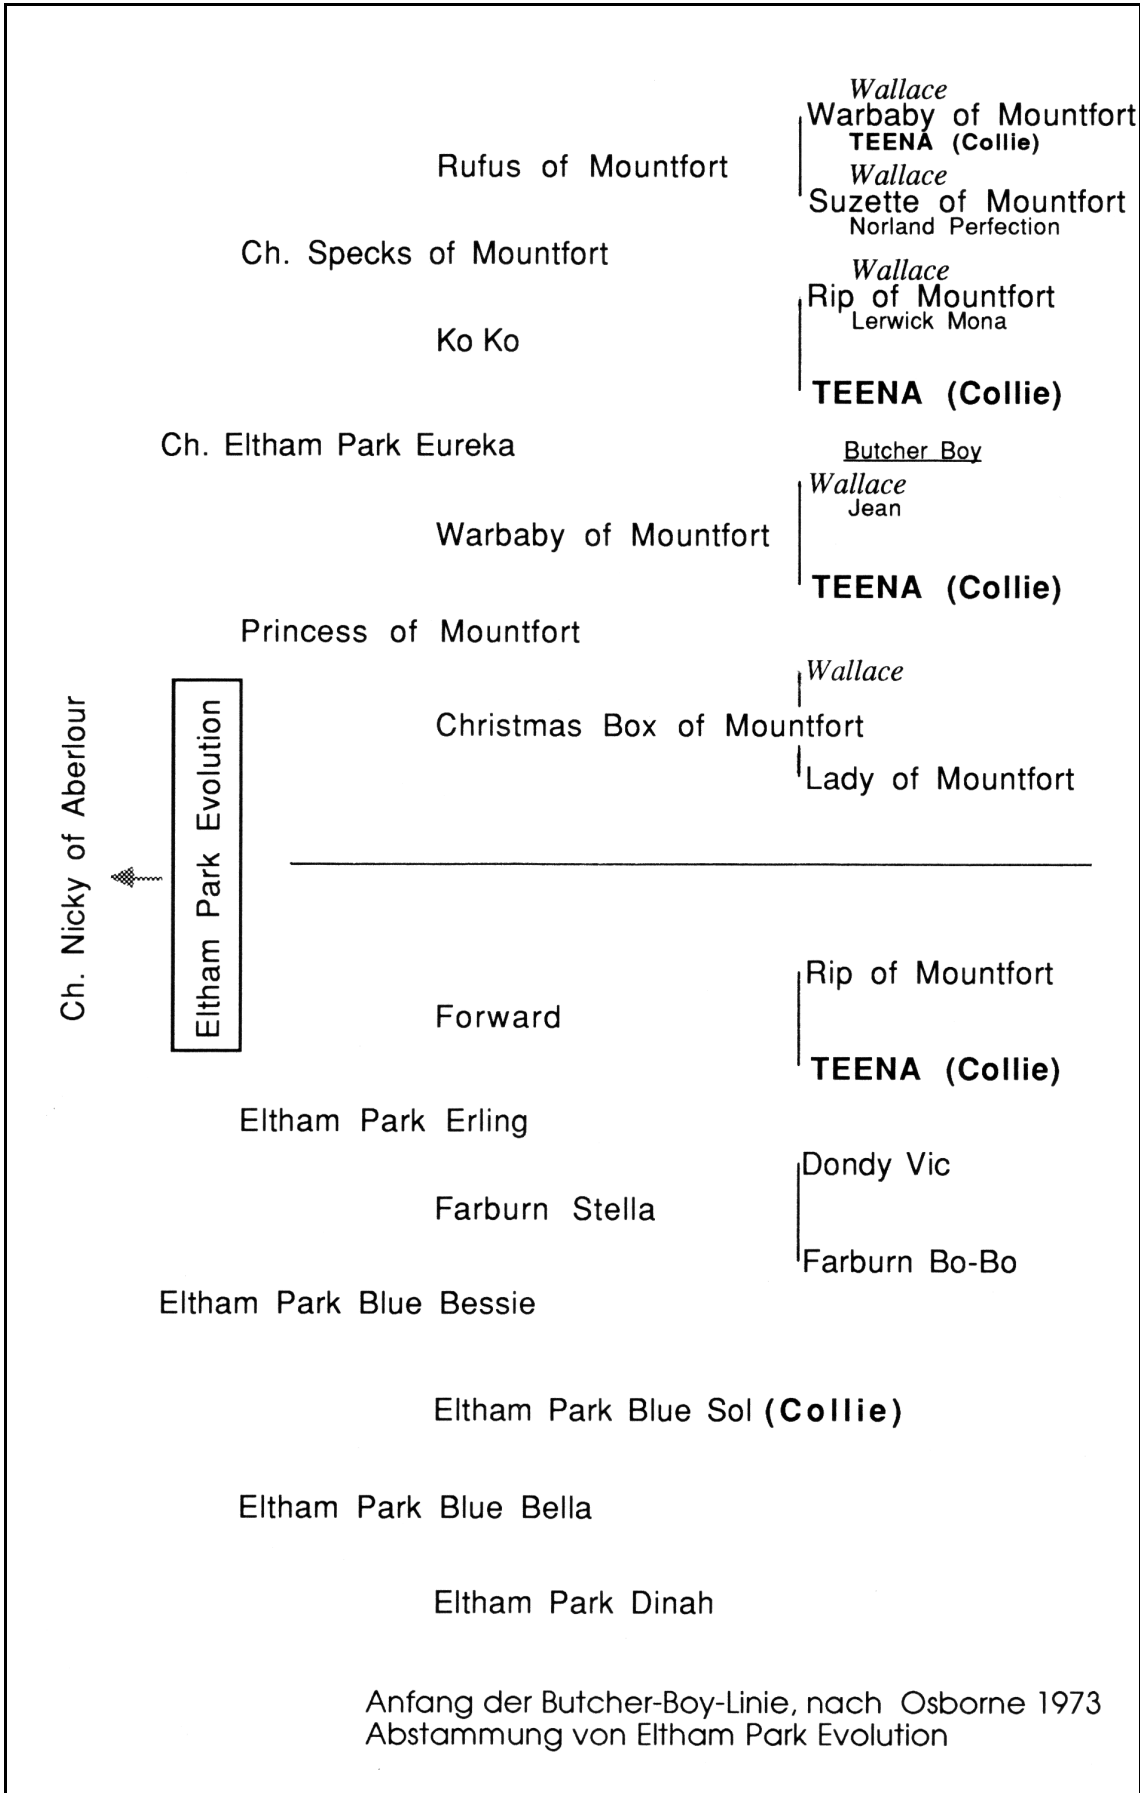 Wallace
Warbaby of Mountfort
TEENA (Collie)
Rufus of Mountfort
Wallace
Suzette of Mountfort
Norland Perfection
Ch. Specks of Mountfort
Wallace
Rip of Mountfort
Lerwick Mona
Ko Ko
TEENA (Collie)
Ch. Eltham Park Eureka
Butcher Boy
Wallace
Jean
Warbaby of Mountfort
TEENA (Collie)
Princess of Mountfort
Wallace
Christmas Box of Mountfort
Lady of Mountfort
Ch. Nicky of Aberlour
Eltham Park Evolution
Rip of Mountfort
Forward
TEENA (Collie)
Eltham Park Erling
Dondy Vic
Farburn Stella
Farburn Bo-Bo
Eltham Park Blue Bessie
Eltham Park Blue Sol (Collie)
Eltham Park Blue Bella
Eltham Park Dinah
Anfang der Butcher-Boy-Linie, nach Osborne 1973
Abstammung von Eltham Park Evolution